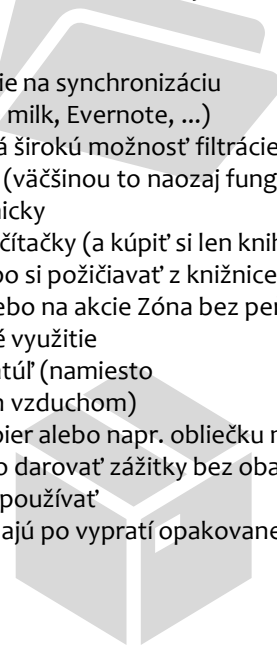 ie na synchronizáciu
milk, Evernote, ...)
á širokú možnosť filtrácie
(väčšinou to naozaj fung
nicky
čítačky (a kúpiť si len knih
bo si požičiavať z knižnice
lebo na akcie Zóna bez per
é využitie
atúľ (namiesto
m vzduchom)
pier alebo napr. obliečku n
o darovať zážitky bez oba
používať
ajú po vypratí opakovane